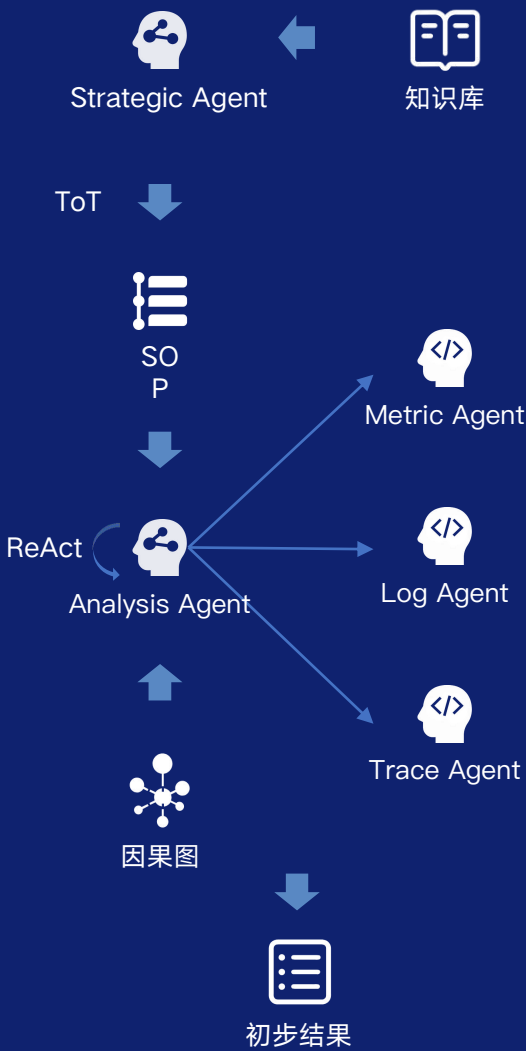 Strategic Agent
知识库
ToT
SO
P
Metric Agent
ReAct
Analysis Agent
Log Agent
Trace Agent
因果图
初步结果